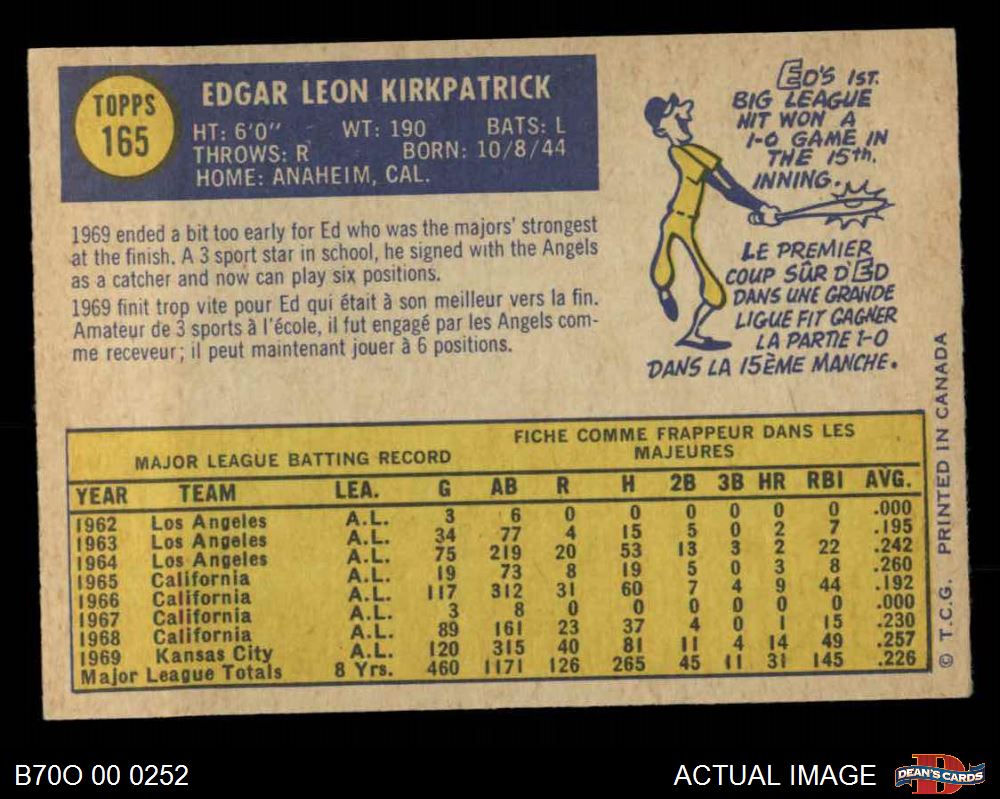 TOPPS
165
EDGAR LEON KIRKPATRICK
HT: 6'0" WT: 190 BATS: L
THROWS: R BORN: 10/8/44
HOME: ANAHEIM, CAL.
1969 ended a bit too early for Ed who was the majors' strongest
at the finish. A 3 sport star in school, he signed with the Angels
as a catcher and now can play six positions.
1969 finit trop vite pour Ed qui était à son meilleur vers la fin.
Amateur de 3 sports à l'école, il fut engagé par les Angels com-
me receveur; il peut maintenant jouer à 6 positions.
ED'S 1ST.
BIG LEAGUE
HIT WON A
1-0 GAME IN
THE 15th.
INNING.
LE PREMIER
COUP SÛR D'ED
DANS UNE GRANDE
LIGUE FIT GAGNER
LA PARTIE 1-0
DANS LA 15ÈME MANCHE.
MAJOR LEAGUE BATTING RECORD
FICHE COMME FRAPPEUR DANS LES
MAJEURES
YEAR TEAM LEA. G AB R H 2B 3B HR RBI AVG.
1962 Los Angeles A.L. 3 6 0 0 0 0 0 0 .000
1963 Los Angeles A.L. 34 77 4 15 5 0 2 7 .195
1964 Los Angeles A.L. 75 219 20 53 13 3 2 22 .242
1965 California A.L. 19 73 8 19 5 0 3 8 .260
1966 California A.L. 117 312 31 60 7 4 9 44 .192
1967 California A.L. 3 8 0 0 0 0 0 0 .000
1968 California A.L. 89 161 23 37 4 0 1 15 .230
1969 Kansas City A.L. 120 315 40 81 11 4 14 49 .257
Major League Totals 8 Yrs. 460 1171 126 265 45 11 31 145 .226
© T.C.G. PRINTED IN CANADA
B70O 00 0252
ACTUAL IMAGE
DEAN'S CARDS